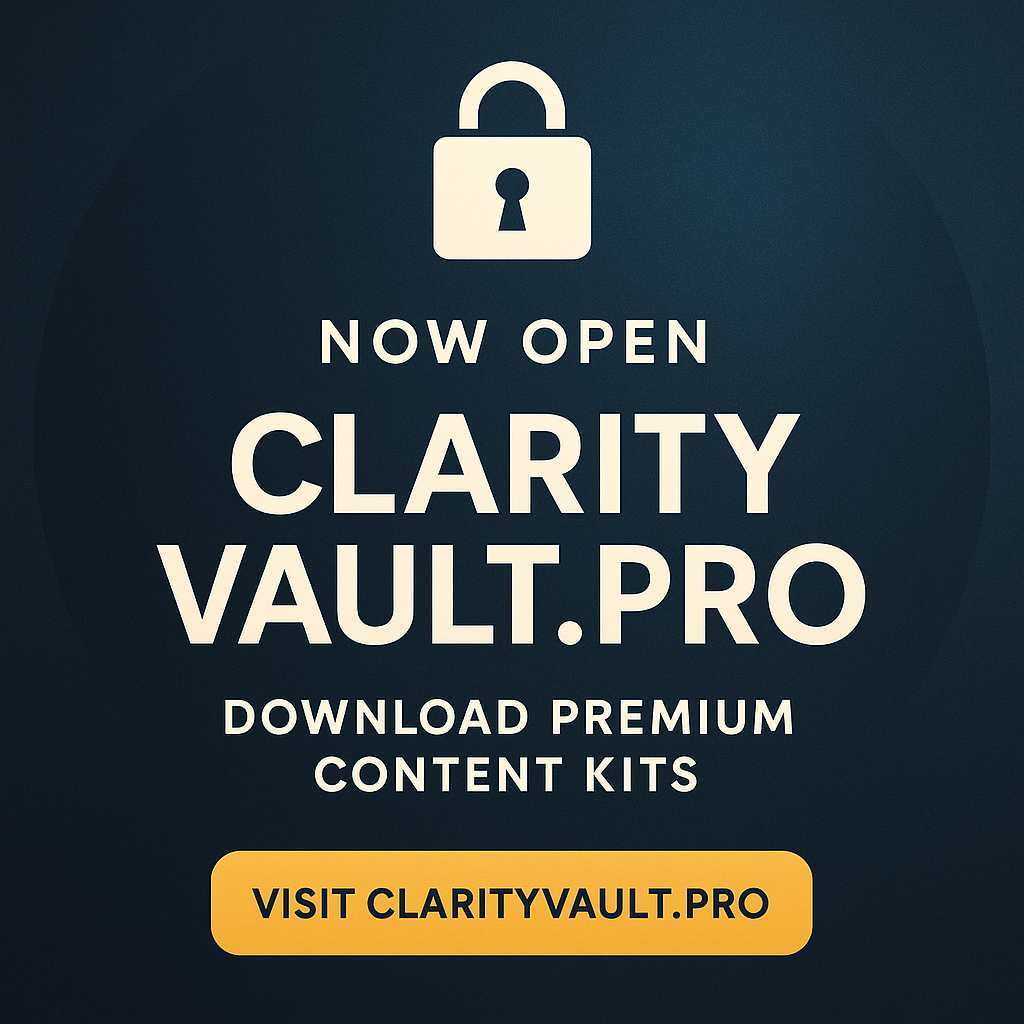 NOW OPEN
CLARITY
VAULT.PRO
DOWNLOAD PREMIUM
CONTENT KITS
VISIT CLARITYVAULT.PRO